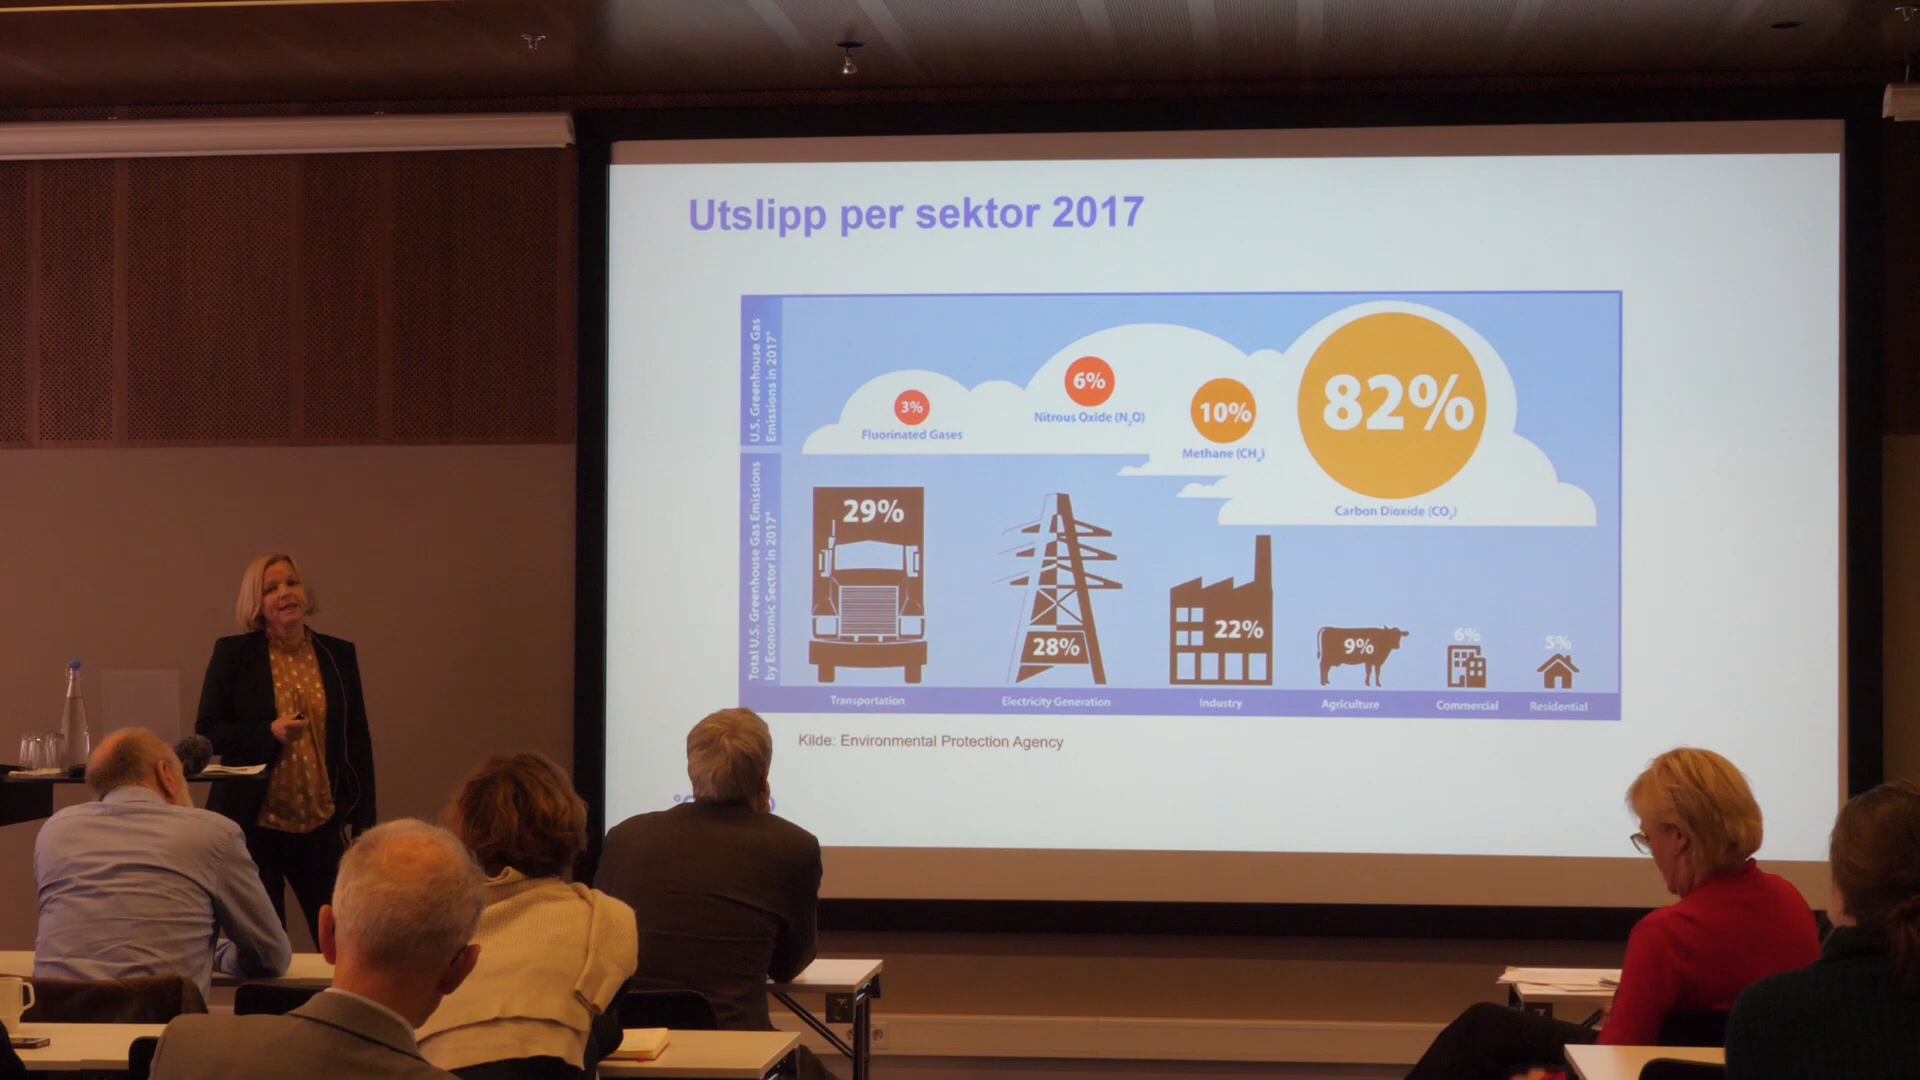 Utslipp per sektor 2017
U.S. Greenhouse Gas
Emissions in 2017*
3%
Fluorinated Gases
6%
Nitrous Oxide (N₂O)
10%
Methane (CH₄)
82%
Carbon Dioxide (CO₂)
Total U.S. Greenhouse Gas Emissions
by Economic Sector in 2017*
29%
28%
22%
9%
6%
5%
Transportation
Electricity Generation
Industry
Agriculture
Commercial
Residential
Kilde: Environmental Protection Agency